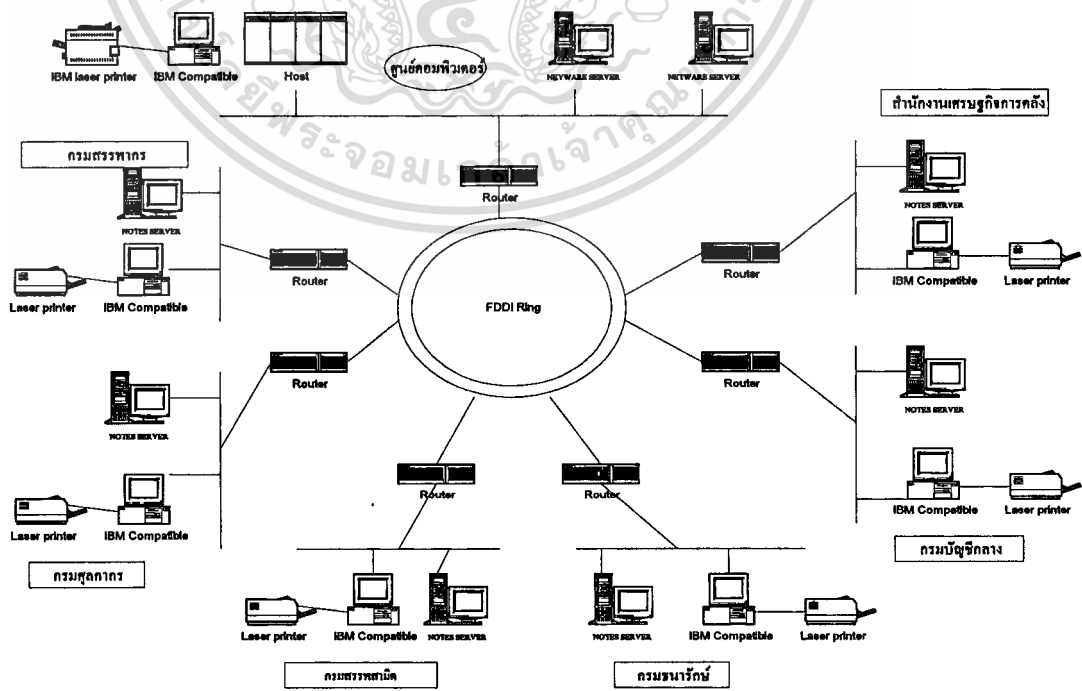 IBM laser printer
IBM Compatible
Host
ศูนย์คอมพิวเตอร์
NETWARE SERVER
NETWARE SERVER
สำนักงานเศรษฐกิจการคลัง
กรมสรรพากร
NOTES SERVER
Laser printer
IBM Compatible
Router
Router
Router
NOTES SERVER
IBM Compatible
Laser printer
FDDI Ring
Router
Router
NOTES SERVER
Laser printer
IBM Compatible
กรมศุลกากร
NOTES SERVER
IBM Compatible
Laser printer
กรมบัญชีกลาง
Router
Router
Laser printer
IBM Compatible
NOTES SERVER
กรมสรรพสามิต
NOTES SERVER
IBM Compatible
Laser printer
กรมธนารักษ์